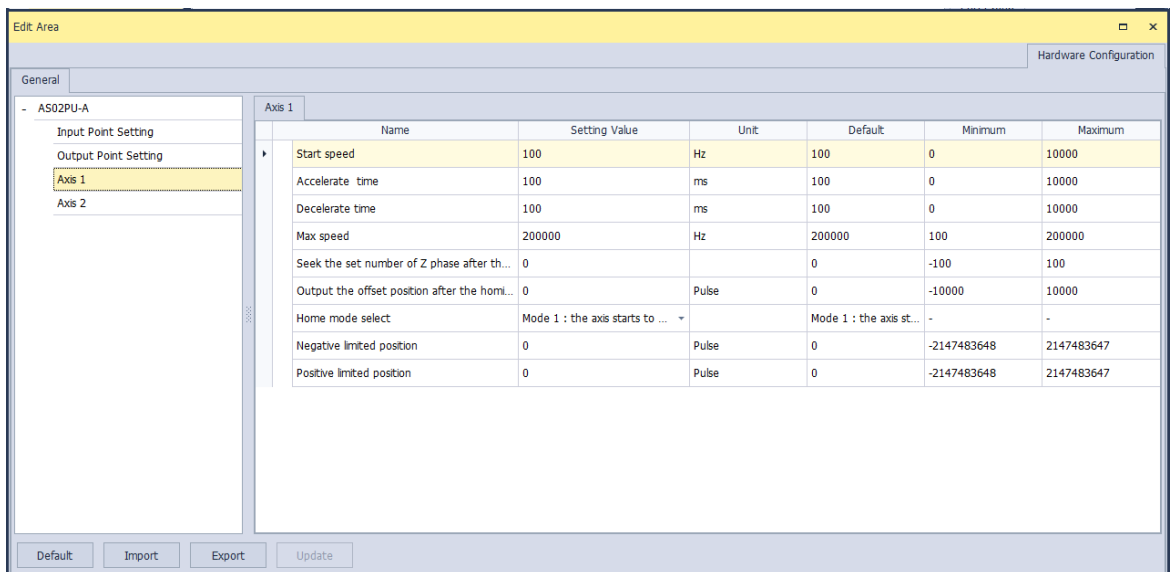 Edit Area
Hardware Configuration
General
- AS02PU-A
Input Point Setting
Output Point Setting
Axis 1
Axis 2
Axis 1
Name Setting Value Unit Default Minimum Maximum
Start speed 100 Hz 100 0 10000
Accelerate time 100 ms 100 0 10000
Decelerate time 100 ms 100 0 10000
Max speed 200000 Hz 200000 100 200000
Seek the set number of Z phase after th... 0 0 -100 100
Output the offset position after the homi... 0 Pulse 0 -10000 10000
Home mode select Mode 1 : the axis starts to ... Mode 1 : the axis st... - -
Negative limited position 0 Pulse 0 -2147483648 2147483647
Positive limited position 0 Pulse 0 -2147483648 2147483647
Default Import Export Update